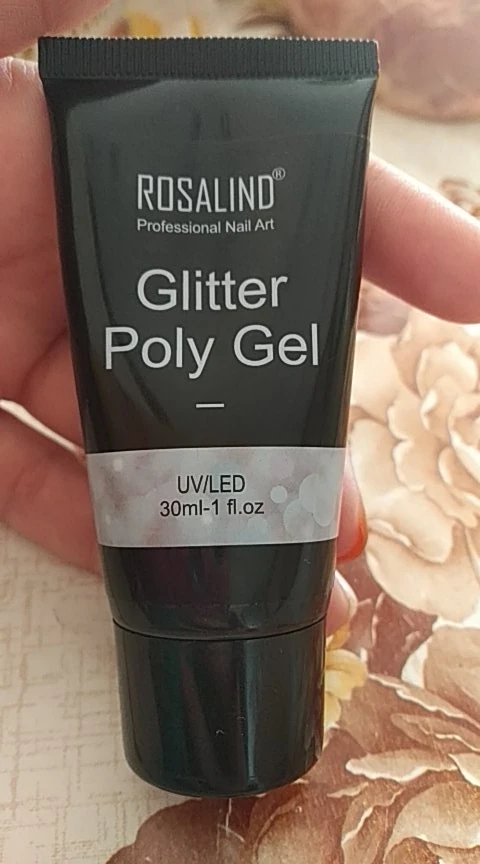 ROSALIND®
Professional Nail Art
Glitter
Poly Gel
UV/LED
30ml-1 fl.oz